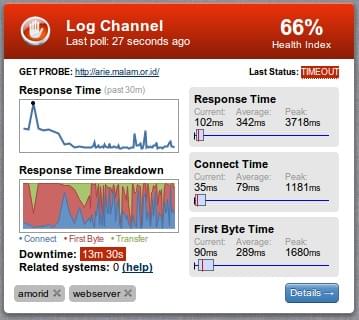 Log Channel
Last poll: 27 seconds ago
66%
Health Index
GET PROBE: http://arie.malam.or.id/
Last Status: TIMEOUT
Response Time (past 30m)
Response Time
Current: Average: Peak:
102ms 342ms 3718ms
Connect Time
Current: Average: Peak:
35ms 79ms 1181ms
Response Time Breakdown
• Connect • First Byte • Transfer
First Byte Time
Current: Average: Peak:
90ms 289ms 1680ms
Downtime: 13m 30s
Related systems: 0 (help)
amorid ×
webserver ×
Details →